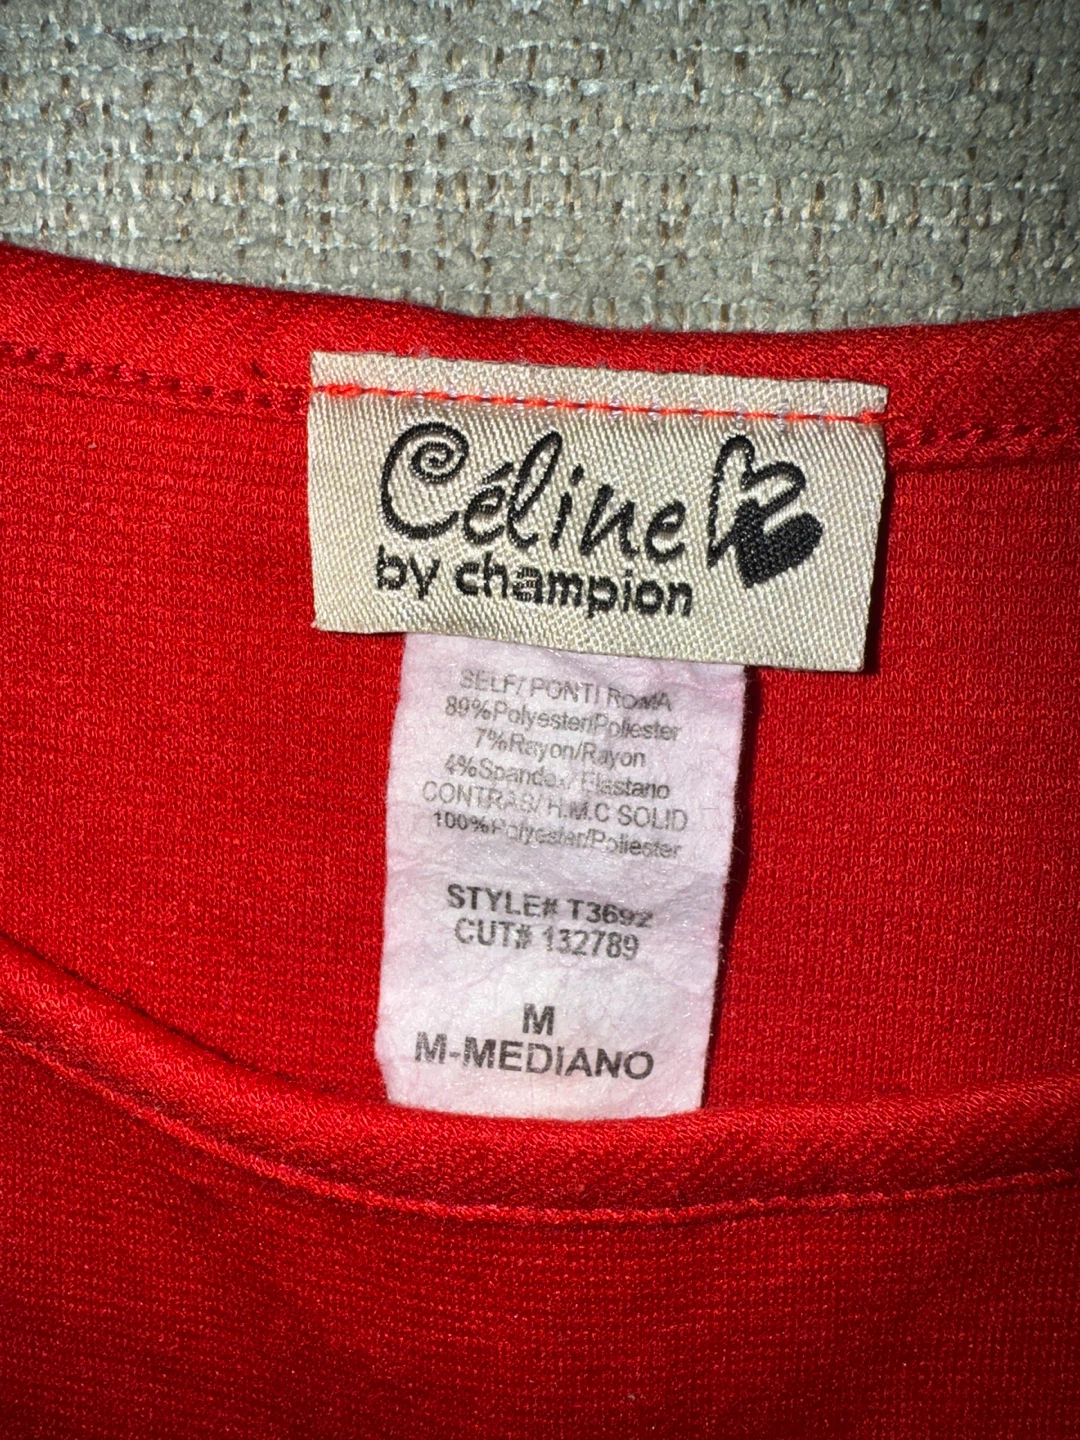 Céline
by champion
SELF/ PONTI ROMA
89%Polyester/Poliester
7%Rayon/Rayon
4%Spandex/ Elastano
CONTRAS/ H.M.C SOLID
100%Polyester/Poliester
STYLE# T3692
CUT# 132789
M
M-MEDIANO